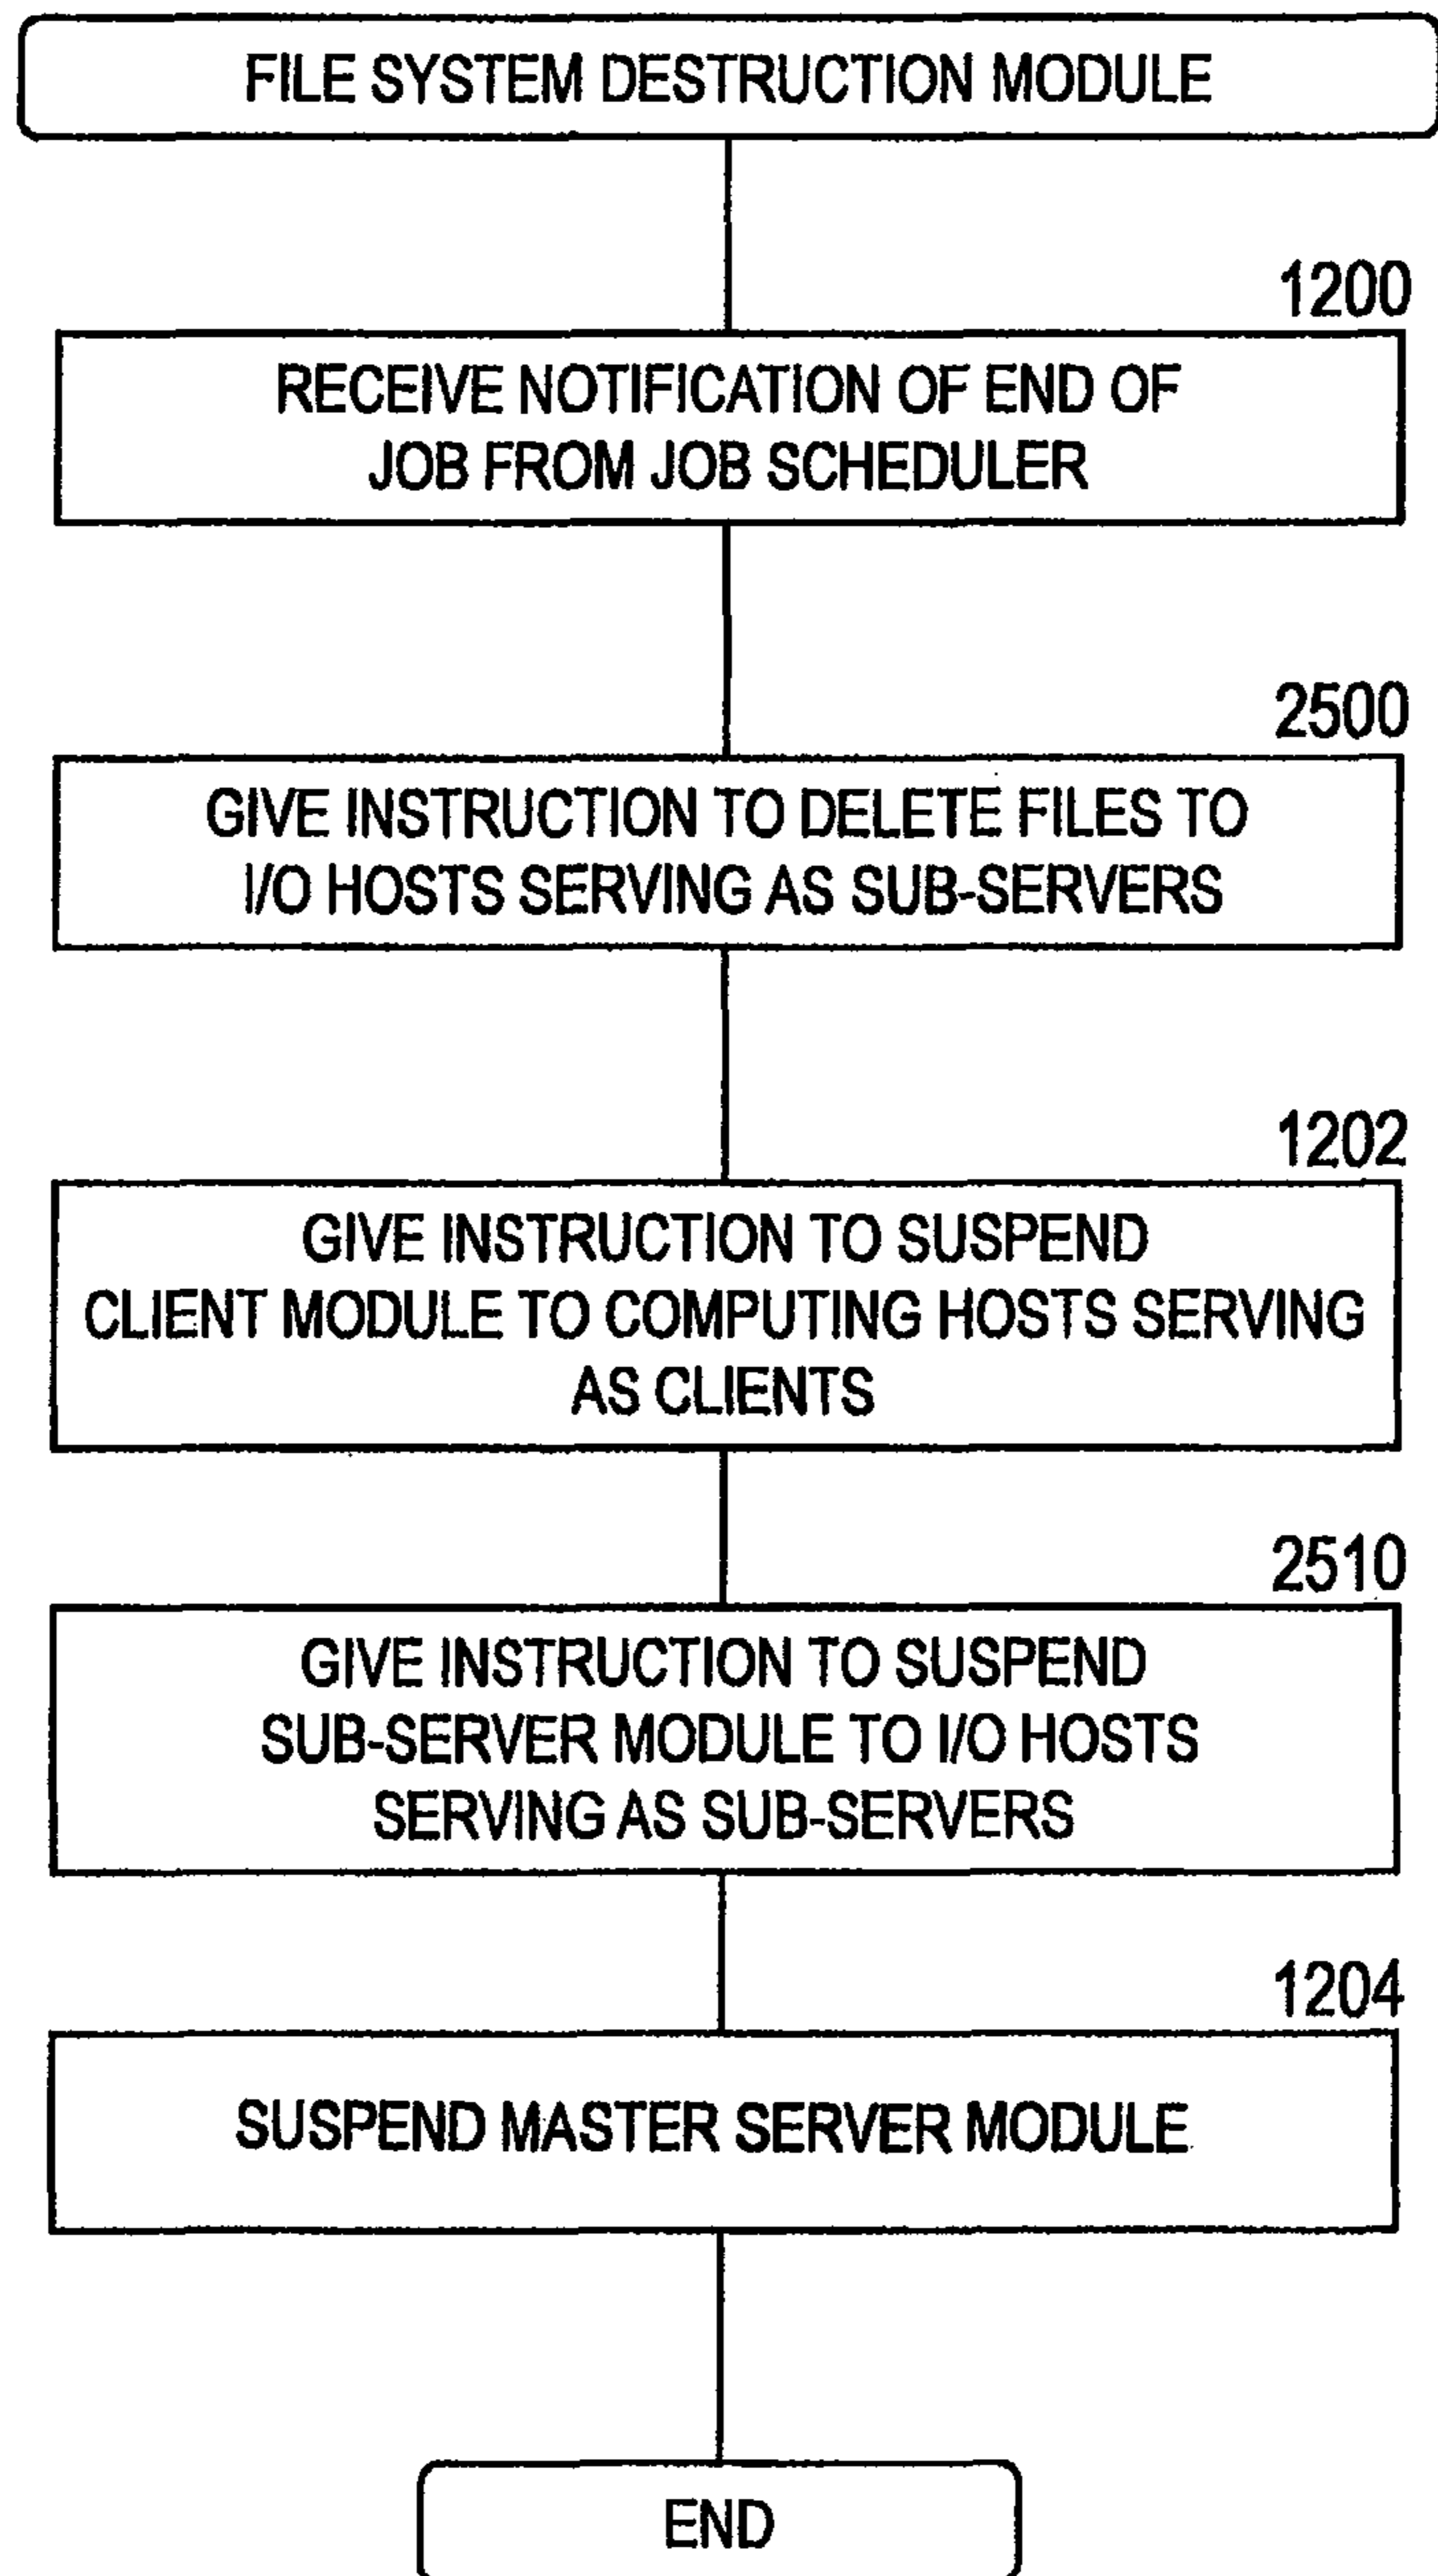 FILE SYSTEM DESTRUCTION MODULE
1200
RECEIVE NOTIFICATION OF END OF
JOB FROM JOB SCHEDULER
2500
GIVE INSTRUCTION TO DELETE FILES TO
I/O HOSTS SERVING AS SUB-SERVERS
1202
GIVE INSTRUCTION TO SUSPEND
CLIENT MODULE TO COMPUTING HOSTS SERVING
AS CLIENTS
2510
GIVE INSTRUCTION TO SUSPEND
SUB-SERVER MODULE TO I/O HOSTS
SERVING AS SUB-SERVERS
1204
SUSPEND MASTER SERVER MODULE
END